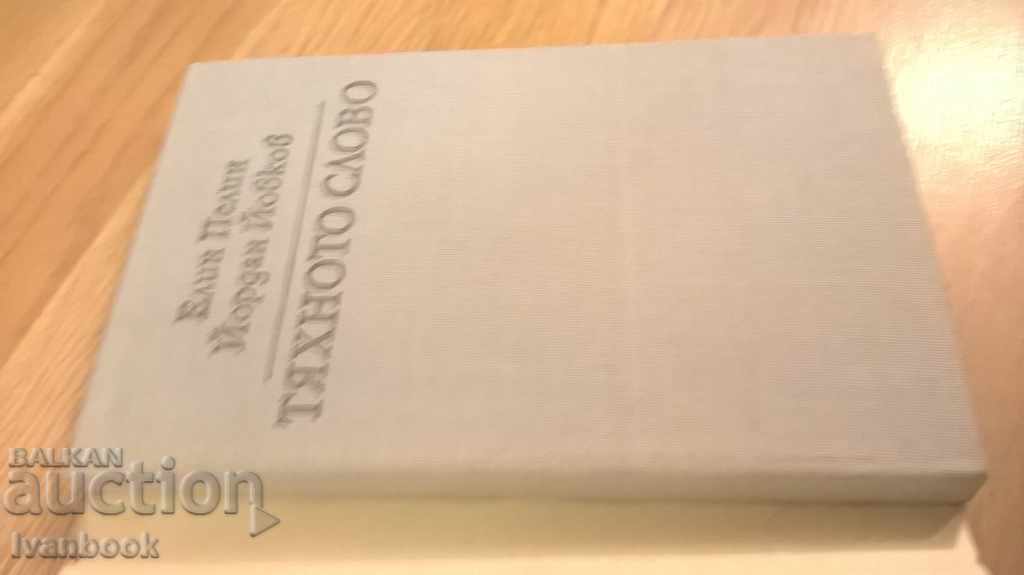 Елин Пелин
Йордан Йовков
ТЯХНОТО СЛОВО
BALKAN
auction
Ivanbook